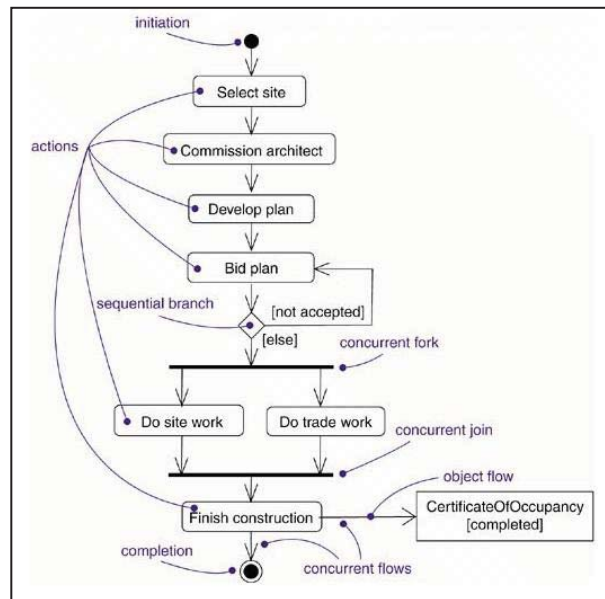 initiation
Select site
actions
Commission architect
Develop plan
Bid plan
sequential branch
[not accepted]
[else]
concurrent fork
Do site work
Do trade work
concurrent join
object flow
CertificateOfOccupancy
[completed]
Finish construction
completion
concurrent flows